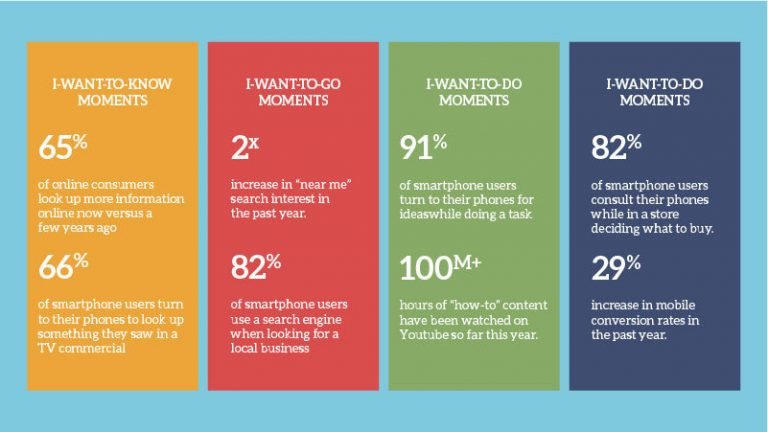 I-WANT-TO-KNOW
MOMENTS
65%
of online consumers
look up more information
online now versus a
few years ago
66%
of smartphone users turn
to their phones to look up
something they saw in a
TV commercial
I-WANT-TO-GO
MOMENTS
2x
increase in “near me”
search interest in
the past year.
82%
of smartphone users
use a search engine
when looking for a
local business
I-WANT-TO-DO
MOMENTS
91%
of smartphone users
turn to their phones for
ideaswhile doing a task
100M+
hours of “how-to” content
have been watched on
Youtube so far this year.
I-WANT-TO-DO
MOMENTS
82%
of smartphone users
consult their phones
while in a store
deciding what to buy.
29%
increase in mobile
conversion rates in
the past year.